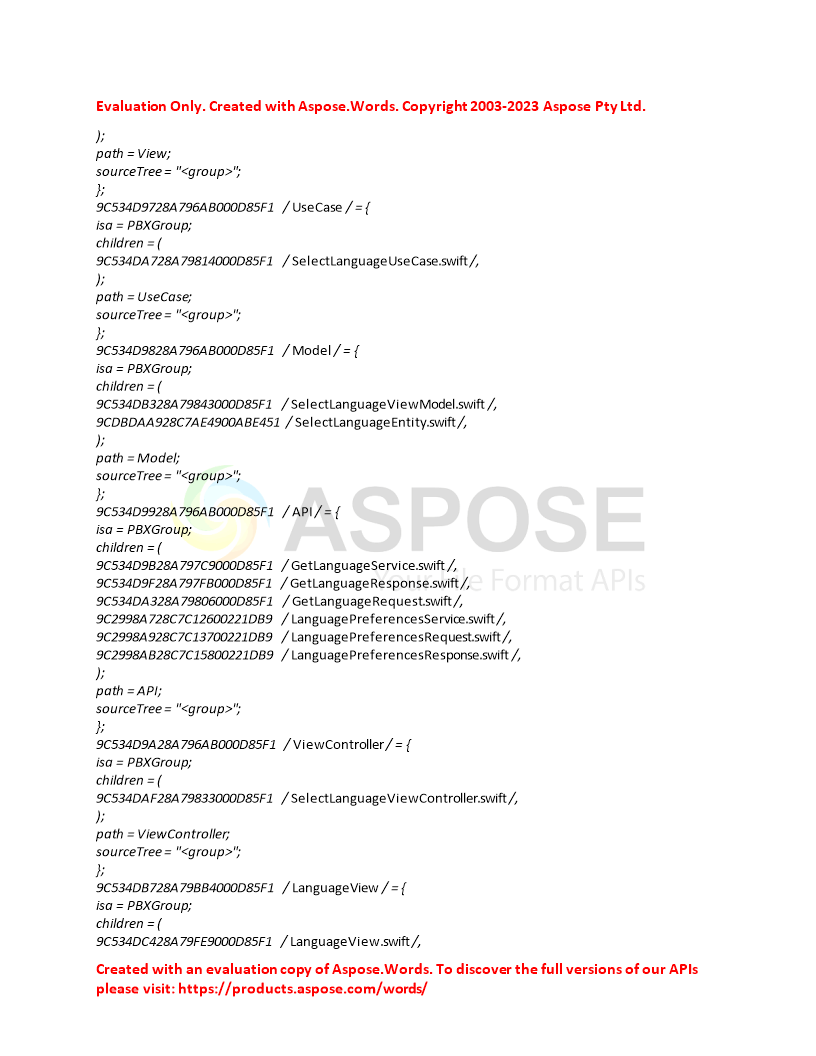 Evaluation Only. Created with Aspose.Words. Copyright 2003-2023 Aspose Pty Ltd.
);
path = View;
sourceTree = "<group>";
};
9C534D9728A796AB000D85F1 / UseCase / = {
isa = PBXGroup;
children = (
9C534DA728A79814000D85F1 / SelectLanguageUseCase.swift /,
);
path = UseCase;
sourceTree = "<group>";
};
9C534D9828A796AB000D85F1 / Model / = {
isa = PBXGroup;
children = (
9C534DB328A79843000D85F1 / SelectLanguageViewModel.swift /,
9CDBDAA928C7AE4900ABE451 / SelectLanguageEntity.swift /,
);
path = Model;
sourceTree = "<group>";
};
9C534D9928A796AB000D85F1 / API / = {
isa = PBXGroup;
children = (
9C534D9B28A797C9000D85F1 / GetLanguageService.swift /,
9C534D9F28A797FB000D85F1 / GetLanguageResponse.swift /,
9C534DA328A79806000D85F1 / GetLanguageRequest.swift /,
9C2998A728C7C12600221DB9 / LanguagePreferencesService.swift /,
9C2998A928C7C13700221DB9 / LanguagePreferencesRequest.swift /,
9C2998AB28C7C15800221DB9 / LanguagePreferencesResponse.swift /,
);
path = API;
sourceTree = "<group>";
};
9C534D9A28A796AB000D85F1 / ViewController / = {
isa = PBXGroup;
children = (
9C534DAF28A79833000D85F1 / SelectLanguageViewController.swift /,
);
path = ViewController;
sourceTree = "<group>";
};
9C534DB728A79BB4000D85F1 / LanguageView / = {
isa = PBXGroup;
children = (
9C534DC428A79FE9000D85F1 / LanguageView.swift /,
ASPOSE
Your File Format APIs
Created with an evaluation copy of Aspose.Words. To discover the full versions of our APIs
please visit: https://products.aspose.com/words/